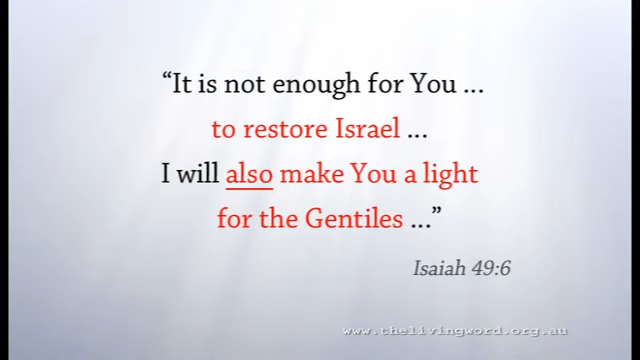 “It is not enough for You ...
to restore Israel ...
I will also make You a light
for the Gentiles ...”
Isaiah 49:6
www.thelivingword.org.au